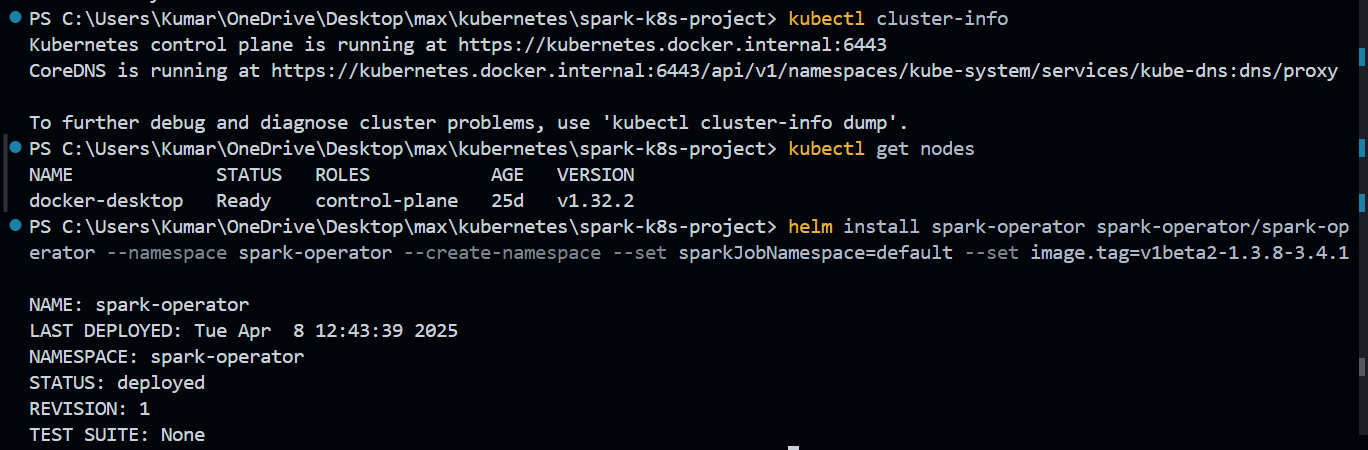 PS C:\Users\Kumar\OneDrive\Desktop\max\kubernetes\spark-k8s-project> kubectl cluster-info
Kubernetes control plane is running at https://kubernetes.docker.internal:6443
CoreDNS is running at https://kubernetes.docker.internal:6443/api/v1/namespaces/kube-system/services/kube-dns:dns/proxy

To further debug and diagnose cluster problems, use 'kubectl cluster-info dump'.
PS C:\Users\Kumar\OneDrive\Desktop\max\kubernetes\spark-k8s-project> kubectl get nodes
NAME             STATUS   ROLES           AGE   VERSION
docker-desktop   Ready    control-plane   25d   v1.32.2
PS C:\Users\Kumar\OneDrive\Desktop\max\kubernetes\spark-k8s-project> helm install spark-operator spark-operator/spark-op
erator --namespace spark-operator --create-namespace --set sparkJobNamespace=default --set image.tag=v1beta2-1.3.8-3.4.1

NAME: spark-operator
LAST DEPLOYED: Tue Apr  8 12:43:39 2025
NAMESPACE: spark-operator
STATUS: deployed
REVISION: 1
TEST SUITE: None